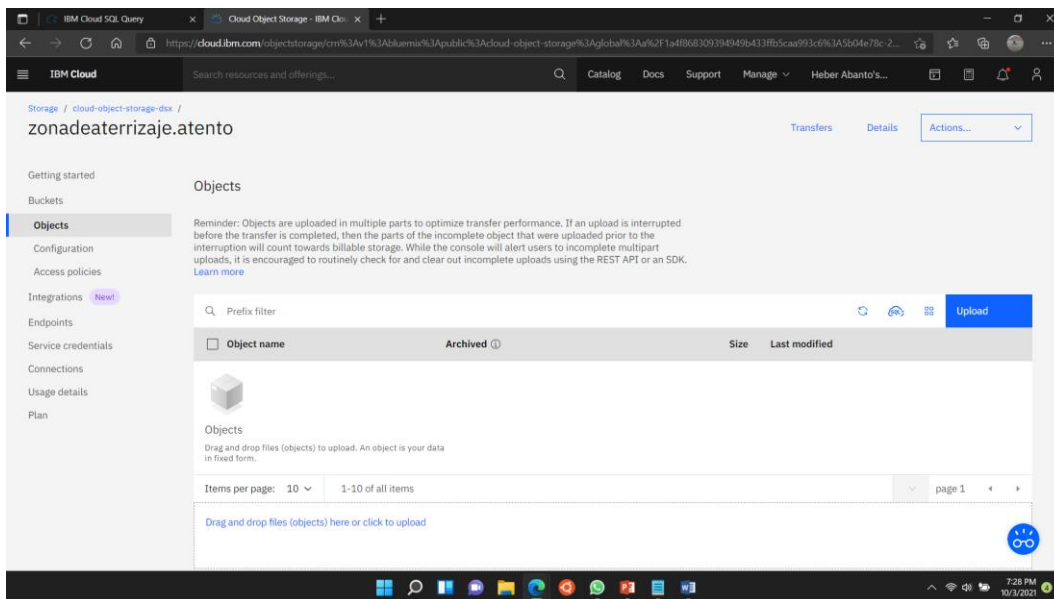 IBM Cloud SQL Query
Cloud Object Storage - IBM Clou
https://cloud.ibm.com/objectstorage/crn%3Av1%3Abluemix%3Apublic%3Acloud-object-storage%3Aglobal%3Aa%2F1a4f868309394949b433ffb5caa993c6%3A5b04e78c-2...
IBM Cloud
Search resources and offerings...
Catalog Docs Support Manage Heber Abanto's...
Storage / cloud-object-storage-dsx /
zonadeaterrizaje.atento
Transfers Details Actions...
Getting started
Buckets
Objects
Configuration
Access policies
Integrations New!
Endpoints
Service credentials
Connections
Usage details
Plan
Objects
Reminder: Objects are uploaded in multiple parts to optimize transfer performance. If an upload is interrupted
before the transfer is completed, then the parts of the incomplete object that were uploaded prior to the
interruption will count towards billable storage. While the console will alert users to incomplete multipart
uploads, it is encouraged to routinely check for and clear out incomplete uploads using the REST API or an SDK.
Learn more
Prefix filter
SQL
Upload
Object name Archived Size Last modified
Objects
Drag and drop files (objects) to upload. An object is your data
in fixed form.
Items per page: 10 1-10 of all items page 1
Drag and drop files (objects) here or click to upload
7:28 PM
10/3/2021
4